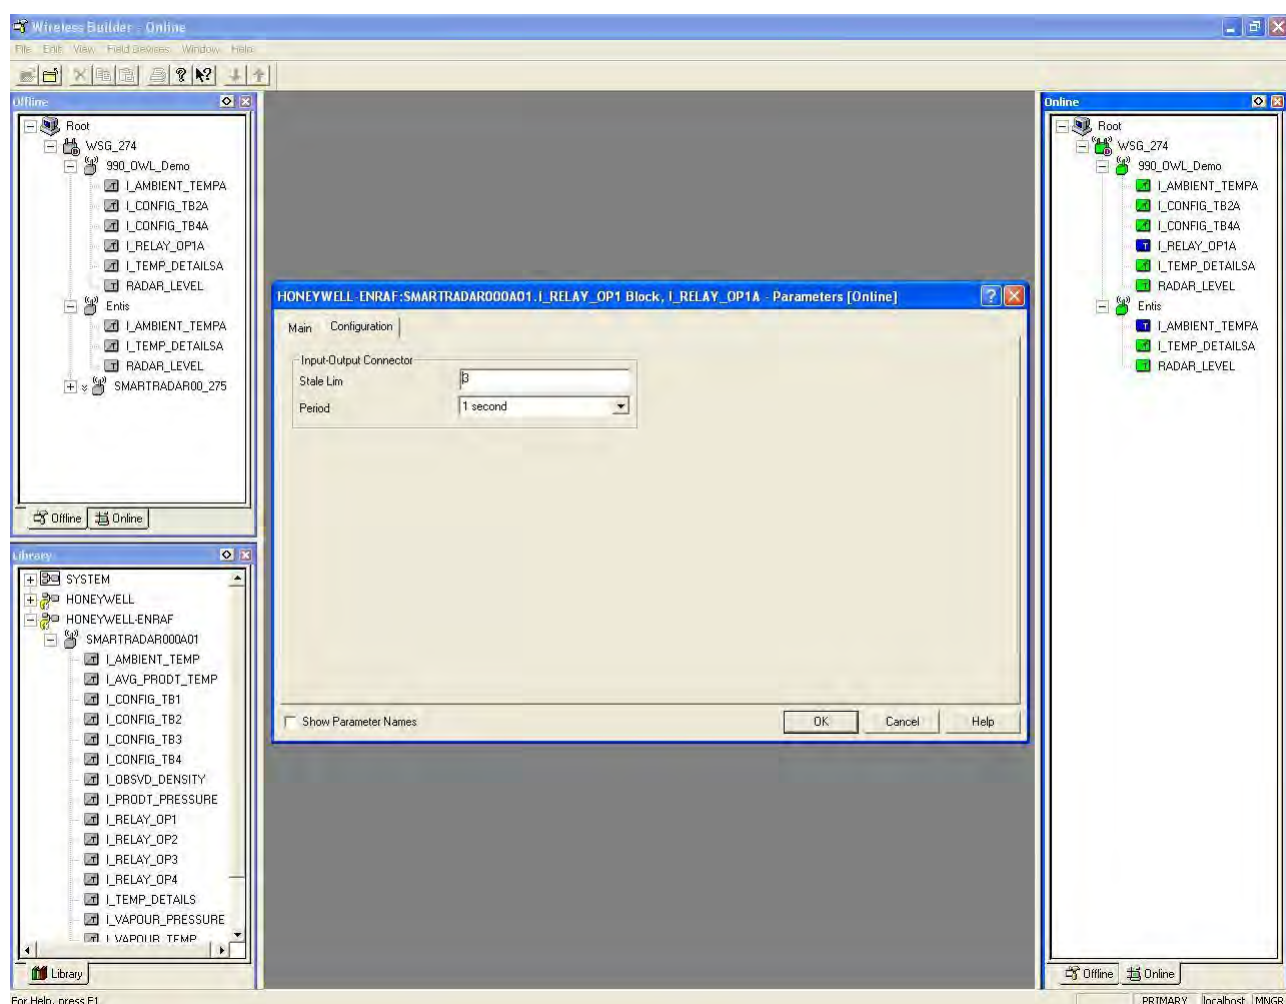 Wireless Builder - Online
File Edit View Field Devices Window Help
Offline
Root
WSG_274
990_OWL_Demo
I_AMBIENT_TEMPA
I_CONFIG_TB2A
I_CONFIG_TB4A
I_RELAY_OP1A
I_TEMP_DETAILSA
RADAR_LEVEL
Entis
I_AMBIENT_TEMPA
I_TEMP_DETAILSA
RADAR_LEVEL
SMARTRADAR00_275
Offline Online
Library
SYSTEM
HONEYWELL
HONEYWELL-ENRAF
SMARTRADAR000A01
I_AMBIENT_TEMP
I_AVG_PRODT_TEMP
I_CONFIG_TB1
I_CONFIG_TB2
I_CONFIG_TB3
I_CONFIG_TB4
I_OBSVD_DENSITY
I_PRODT_PRESSURE
I_RELAY_OP1
I_RELAY_OP2
I_RELAY_OP3
I_RELAY_OP4
I_TEMP_DETAILS
I_VAPOUR_PRESSURE
I_VAPOUR_TEMP
Library
HONEYWELL-ENRAF:SMARTRADAR000A01.I_RELAY_OP1 Block, I_RELAY_OP1A - Parameters [Online]
Main Configuration
Input-Output Connector
Stale Lim 3
Period 1 second
Show Parameter Names
OK Cancel Help
Online
Root
WSG_274
990_OWL_Demo
I_AMBIENT_TEMPA
I_CONFIG_TB2A
I_CONFIG_TB4A
I_RELAY_OP1A
I_TEMP_DETAILSA
RADAR_LEVEL
Entis
I_AMBIENT_TEMPA
I_TEMP_DETAILSA
RADAR_LEVEL
Offline Online
For Help, press F1
PRIMARY localhost MNGR